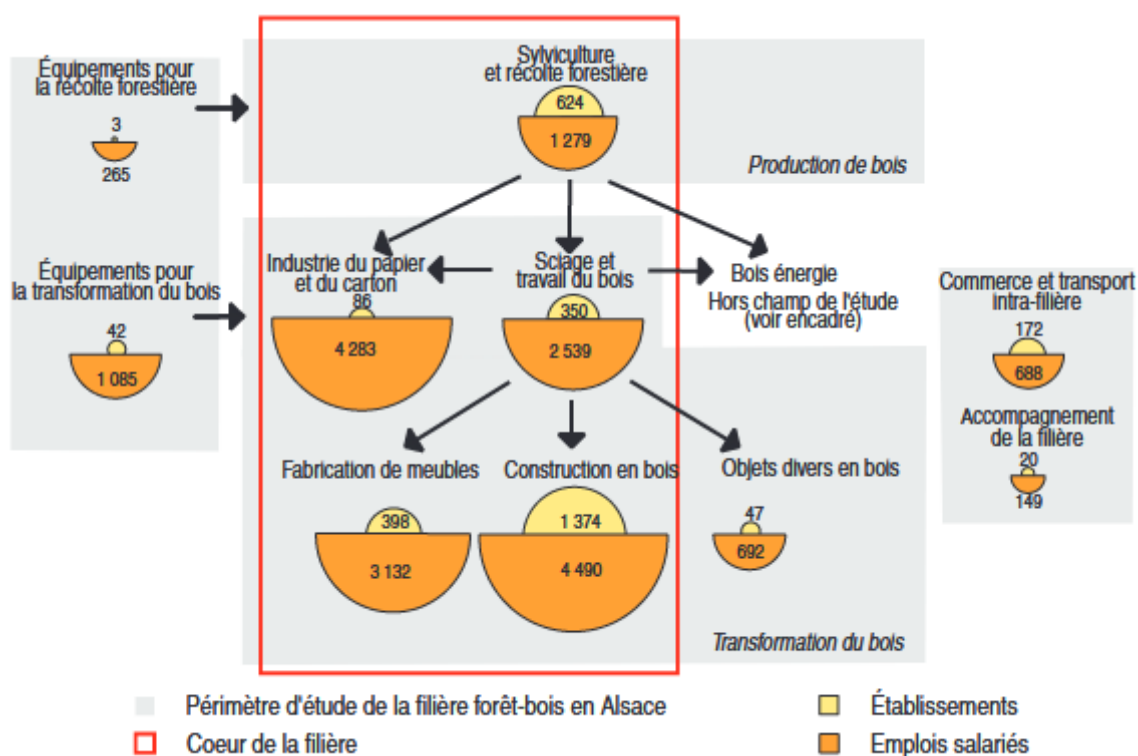 Sylviculture
et récolte forestière
624
1 279
Production de bois
Équipements pour
la récolte forestière
3
265
Équipements pour
la transformation du bois
42
1 085
Industrie du papier
et du carton
86
4 283
Sciage et
travail du bois
350
2 539
Bois énergie
Hors champ de l'étude
(voir encadré)
Commerce et transport
intra-filière
172
688
Accompagnement
de la filière
20
149
Fabrication de meubles
398
3 132
Construction en bois
1 374
4 490
Objets divers en bois
47
692
Transformation du bois
Périmètre d'étude de la filière forêt-bois en Alsace
Coeur de la filière
Établissements
Emplois salariés